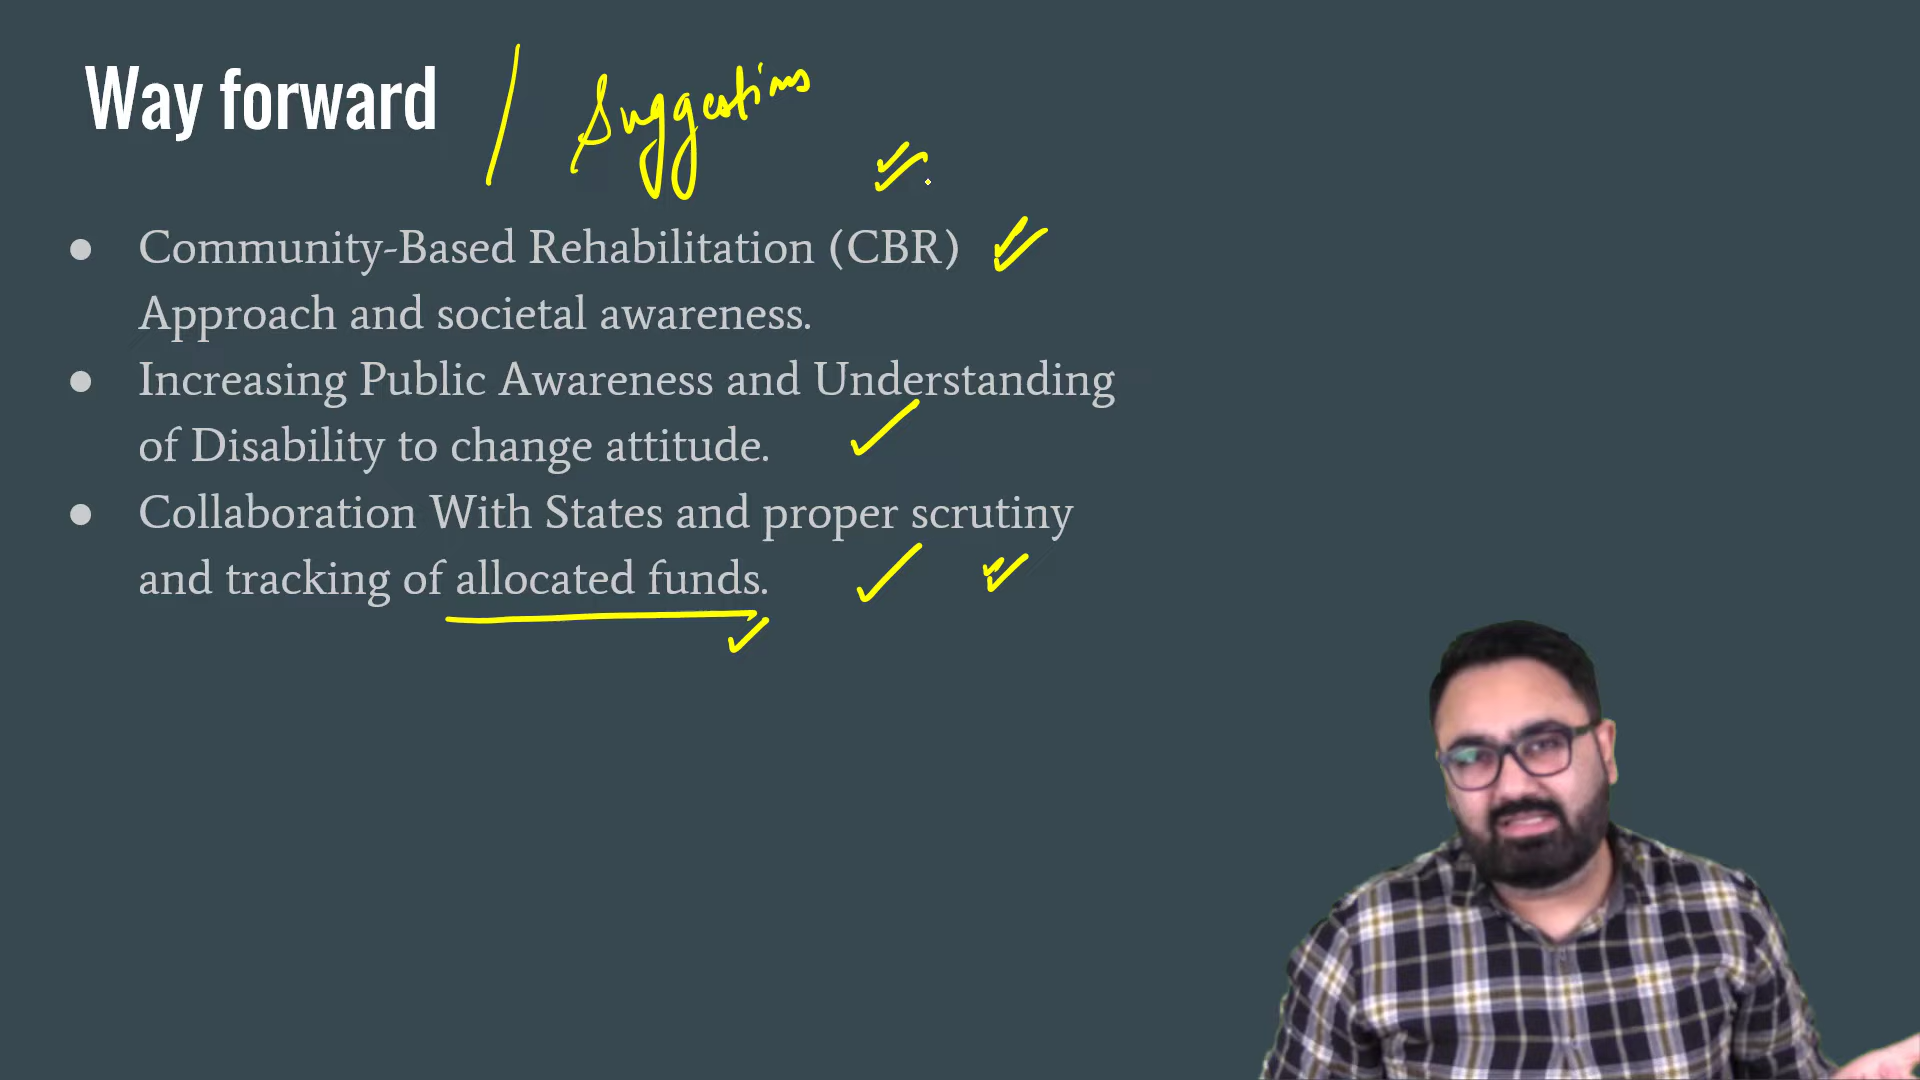 Way forward / Suggestions
● Community-Based Rehabilitation (CBR)
Approach and societal awareness.
● Increasing Public Awareness and Understanding
of Disability to change attitude.
● Collaboration With States and proper scrutiny
and tracking of allocated funds.